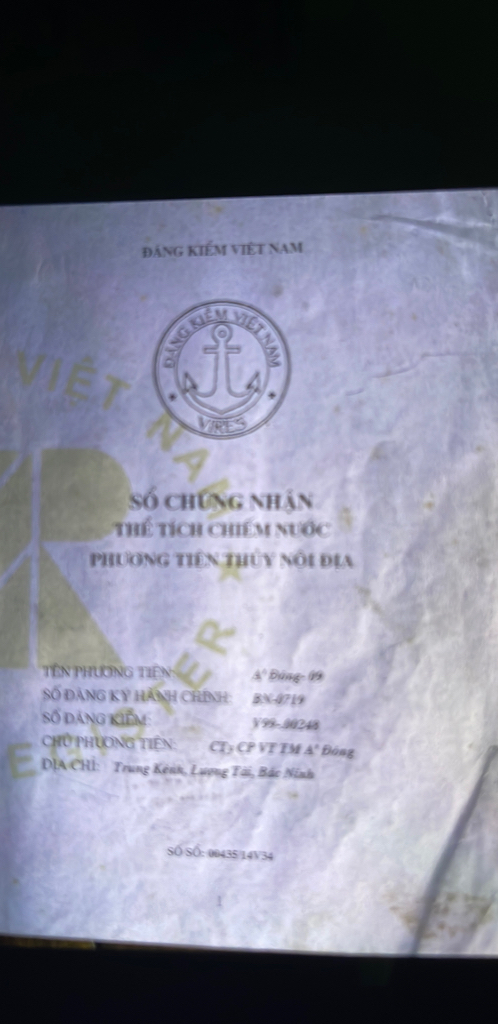 ĐĂNG KIỂM VIỆT NAM
ĐĂNG KIỂM VIỆT NAM
VIRES
VIỆT NAM
SỔ CHỨNG NHẬN
THỂ TÍCH CHIẾM NƯỚC
PHƯƠNG TIỆN THỦY NỘI ĐỊA
TÊN PHƯƠNG TIỆN: Á Đông- 09
SỐ ĐĂNG KÝ HÀNH CHÍNH: BN-0719
SỐ ĐĂNG KIỂM: V99-.00248
CHỦ PHƯƠNG TIỆN: CTy CP VT TM Á Đông
ĐỊA CHỈ: Trung Kênh, Lương Tài, Bắc Ninh
SỐ SỔ: 00435/14V34
1